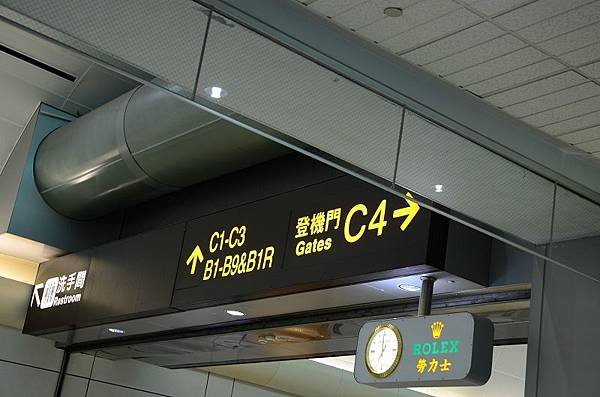 洗手間
Restroom
C1-C3
B1-B9&B1R
登機門
Gates
C4
ROLEX
勞力士